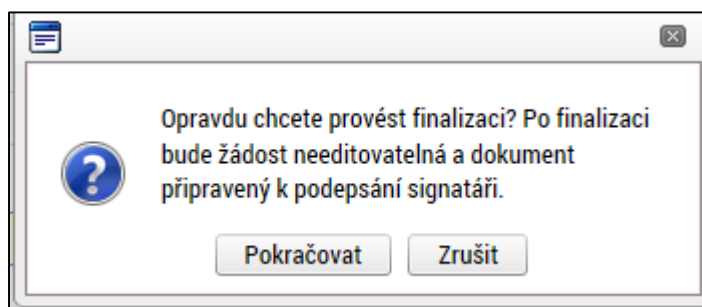 Opravdu chcete provést finalizaci? Po finalizaci
bude žádost needitovatelná a dokument
připravený k podepsání signatáři.
Pokračovat Zrušit